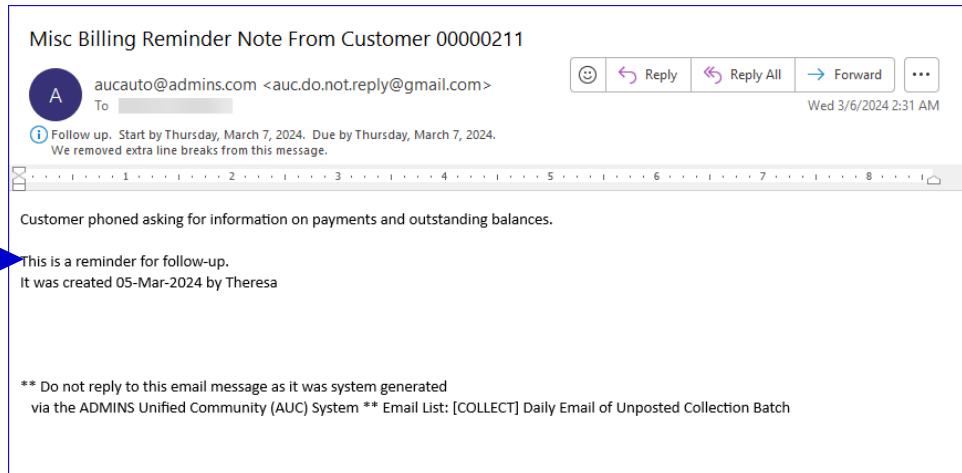 Misc Billing Reminder Note From Customer 00000211
A
aucauto@admins.com <auc.do.not.reply@gmail.com>
To
Reply
Reply All
Forward
Wed 3/6/2024 2:31 AM
Follow up. Start by Thursday, March 7, 2024. Due by Thursday, March 7, 2024.
We removed extra line breaks from this message.
1 2 3 4 5 6 7 8
Customer phoned asking for information on payments and outstanding balances.
This is a reminder for follow-up.
It was created 05-Mar-2024 by Theresa
** Do not reply to this email message as it was system generated
via the ADMINS Unified Community (AUC) System ** Email List: [COLLECT] Daily Email of Unposted Collection Batch